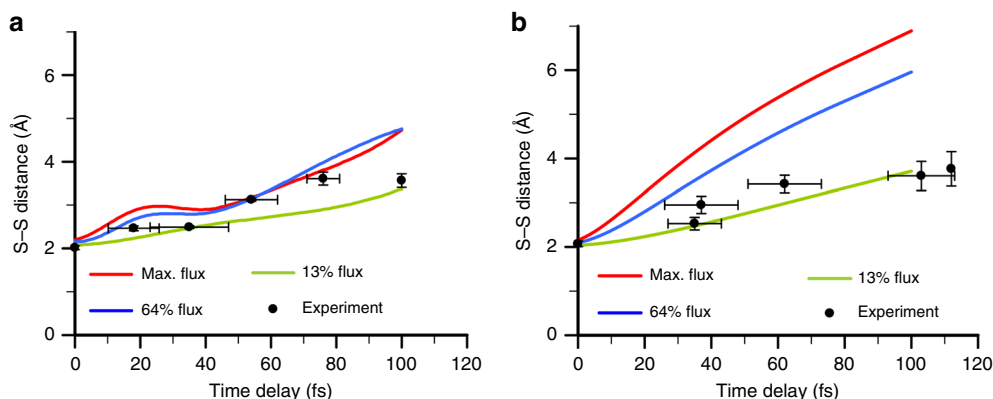 a
S–S distance (Å)
6
4
2
0
Max. flux
13% flux
64% flux
Experiment
0
20
40
60
80
100
120
Time delay (fs)
b
S–S distance (Å)
6
4
2
0
Max. flux
13% flux
64% flux
Experiment
0
20
40
60
80
100
120
Time delay (fs)